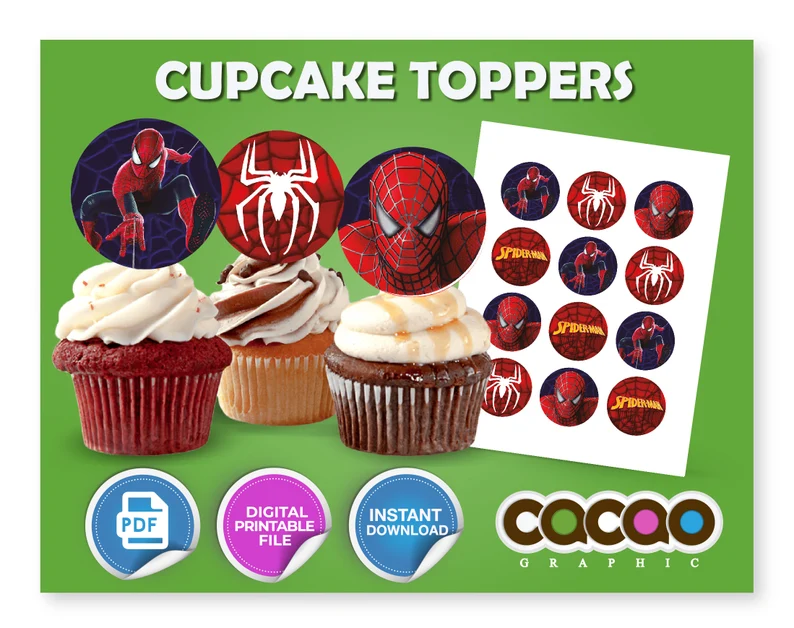 CUPCAKE TOPPERS
SPIDER-MAN
SPIDER-MAN
SPIDER-MAN
PDF
DIGITAL
PRINTABLE
FILE
INSTANT
DOWNLOAD
cacao
GRAPHIC